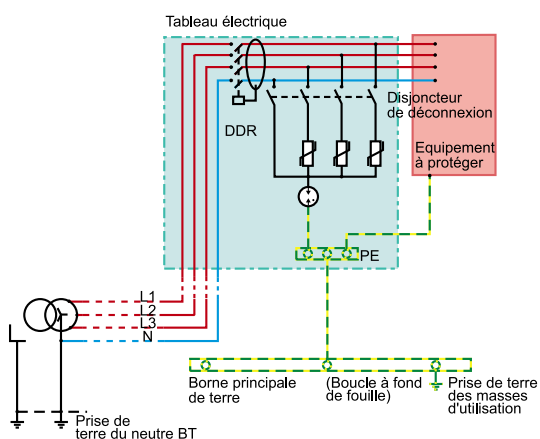 Tableau électrique
Disjoncteur
de déconnexion
DDR
Equipement
à protéger
PE
L1
L2
L3
N
Borne principale
de terre
(Boucle à fond
de fouille)
Prise de terre
des masses
d'utilisation
Prise de
terre du neutre BT